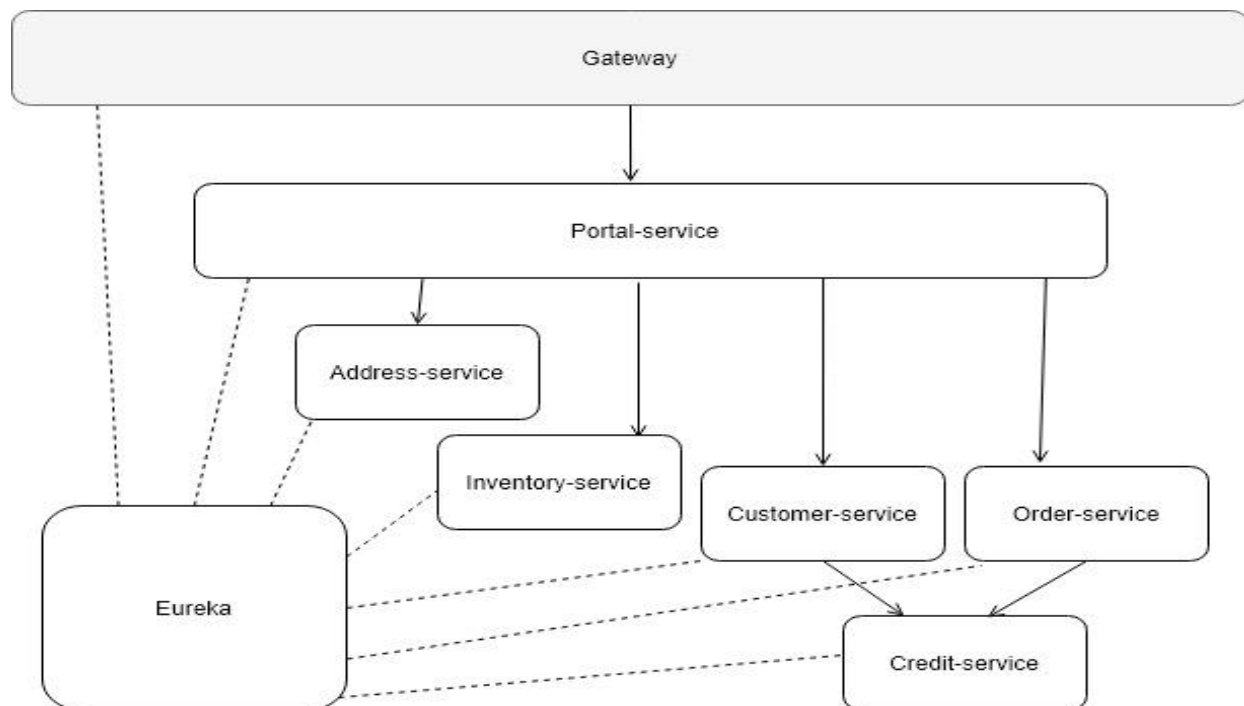 Gateway
Portal-service
Address-service
Inventory-service
Customer-service
Order-service
Eureka
Credit-service